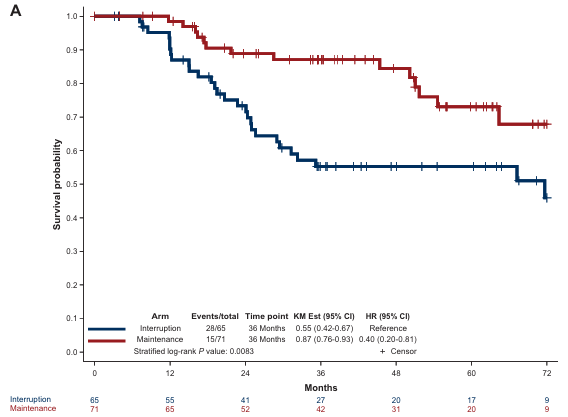 A
Survival probability
1.0
0.9
0.8
0.7
0.6
0.5
0.4
0.3
0.2
0.1
0.0
Arm Events/total Time point KM Est (95% CI) HR (95% CI)
Interruption 28/65 36 Months 0.55 (0.42-0.67) Reference
Maintenance 15/71 36 Months 0.87 (0.76-0.93) 0.40 (0.20-0.81)
Stratified log-rank P value: 0.0083 + Censor
0 12 24 36 48 60 72
Months
Interruption 65 55 41 27 20 17 9
Maintenance 71 65 52 42 31 20 9